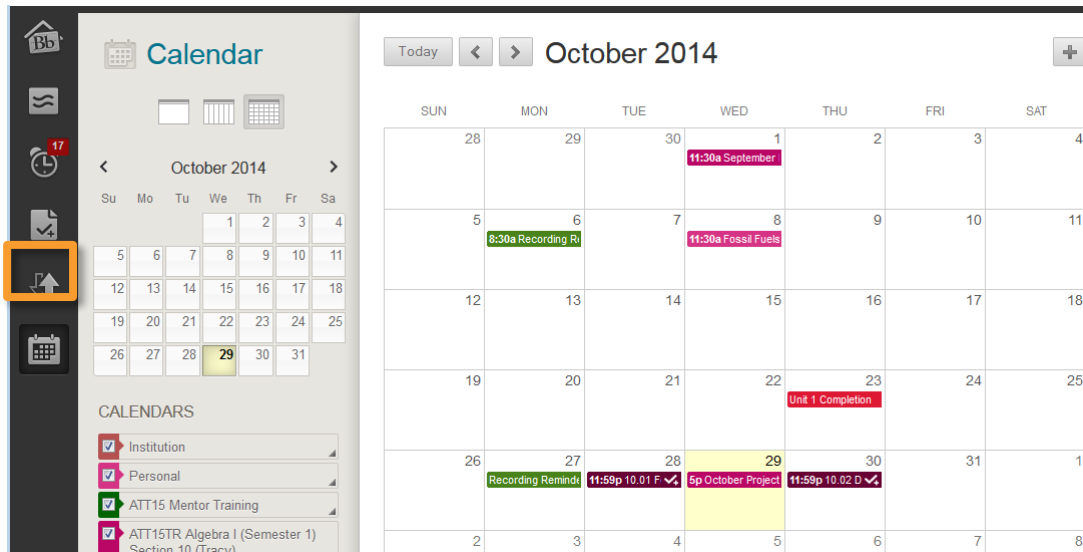 Bb
17
Calendar
October 2014
Su Mo Tu We Th Fr Sa
1 2 3 4
5 6 7 8 9 10 11
12 13 14 15 16 17 18
19 20 21 22 23 24 25
26 27 28 29 30 31
CALENDARS
Institution
Personal
ATT15 Mentor Training
ATT15TR Algebra I (Semester 1)
Section 10 (Tracy)
Today October 2014
SUN MON TUE WED THU FRI SAT
28 29 30 1 2 3 4
11:30a September
5 6 7 8 9 10 11
8:30a Recording 11:30a Fossil Fuels
12 13 14 15 16 17 18
19 20 21 22 23 24 25
Unit 1 Completion
26 27 28 29 30 31 1
Recording Reminde 11:59p 10.01 F 5p October Project 11:59p 10.02 D
2 3 4 5 6 7 8